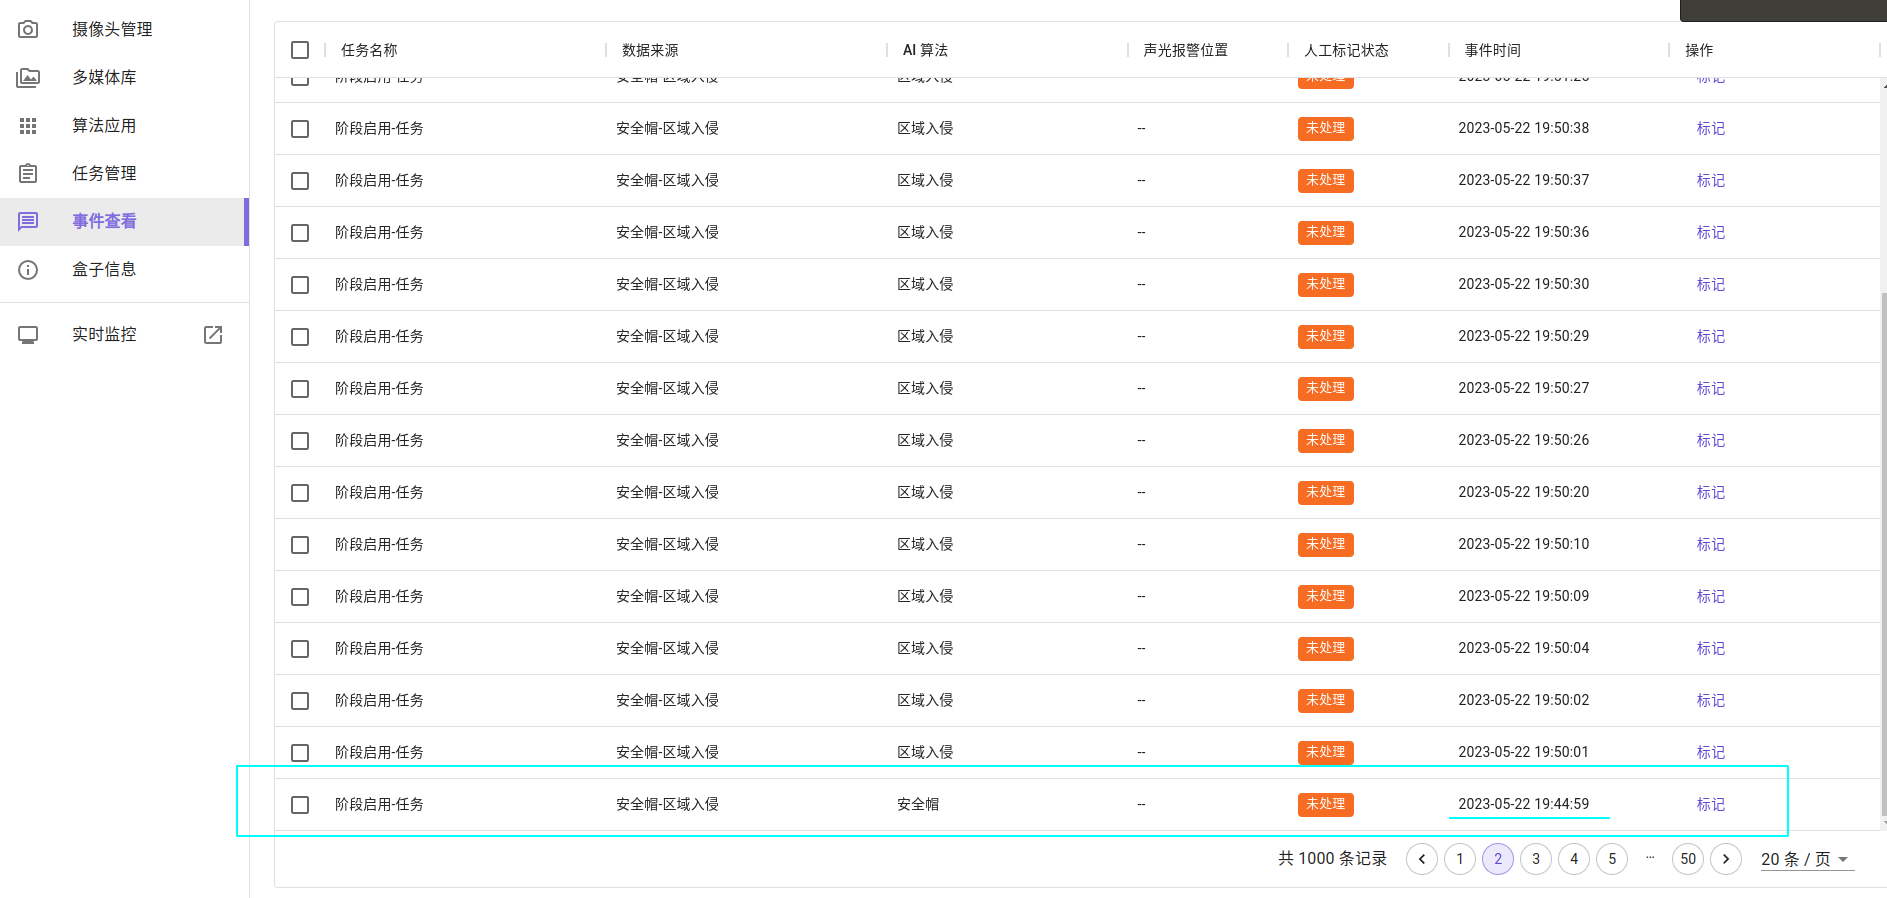 摄像头管理
多媒体库
算法应用
任务管理
事件查看
盒子信息
实时监控
任务名称 数据来源 AI 算法 声光报警位置 人工标记状态 事件时间 操作
阶段启用-任务 安全帽-区域入侵 区域入侵 未处理 标记
阶段启用-任务 安全帽-区域入侵 区域入侵 -- 未处理 2023-05-22 19:50:38 标记
阶段启用-任务 安全帽-区域入侵 区域入侵 -- 未处理 2023-05-22 19:50:37 标记
阶段启用-任务 安全帽-区域入侵 区域入侵 -- 未处理 2023-05-22 19:50:36 标记
阶段启用-任务 安全帽-区域入侵 区域入侵 -- 未处理 2023-05-22 19:50:30 标记
阶段启用-任务 安全帽-区域入侵 区域入侵 -- 未处理 2023-05-22 19:50:29 标记
阶段启用-任务 安全帽-区域入侵 区域入侵 -- 未处理 2023-05-22 19:50:27 标记
阶段启用-任务 安全帽-区域入侵 区域入侵 -- 未处理 2023-05-22 19:50:26 标记
阶段启用-任务 安全帽-区域入侵 区域入侵 -- 未处理 2023-05-22 19:50:20 标记
阶段启用-任务 安全帽-区域入侵 区域入侵 -- 未处理 2023-05-22 19:50:10 标记
阶段启用-任务 安全帽-区域入侵 区域入侵 -- 未处理 2023-05-22 19:50:09 标记
阶段启用-任务 安全帽-区域入侵 区域入侵 -- 未处理 2023-05-22 19:50:04 标记
阶段启用-任务 安全帽-区域入侵 区域入侵 -- 未处理 2023-05-22 19:50:02 标记
阶段启用-任务 安全帽-区域入侵 区域入侵 -- 未处理 2023-05-22 19:50:01 标记
阶段启用-任务 安全帽-区域入侵 安全帽 -- 未处理 2023-05-22 19:44:59 标记
共 1000 条记录 1 2 3 4 5 ... 50 20 条 / 页